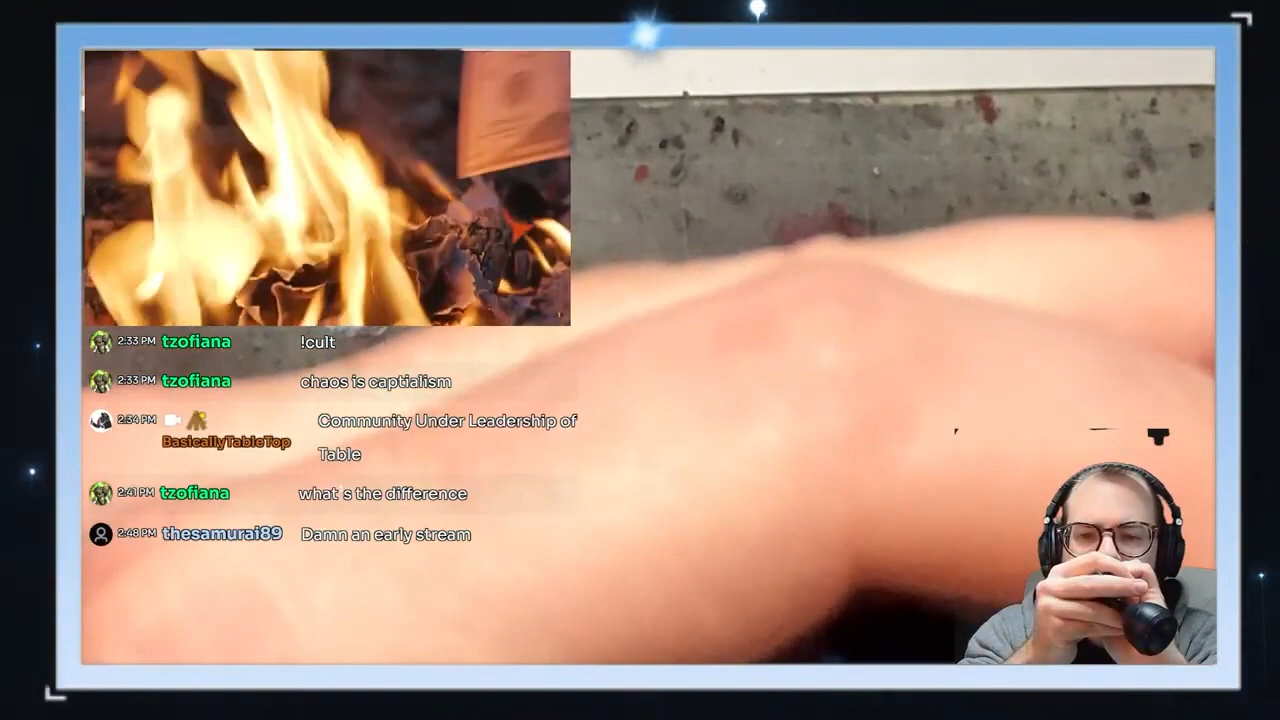 2:33 PM tzofiana !cult
2:33 PM tzofiana chaos is captialism
2:34 PM Community Under Leadership of
BasicallyTableTop
Table
2:41 PM tzofiana what s the difference
2:48 PM thesamurai89 Damn an early stream